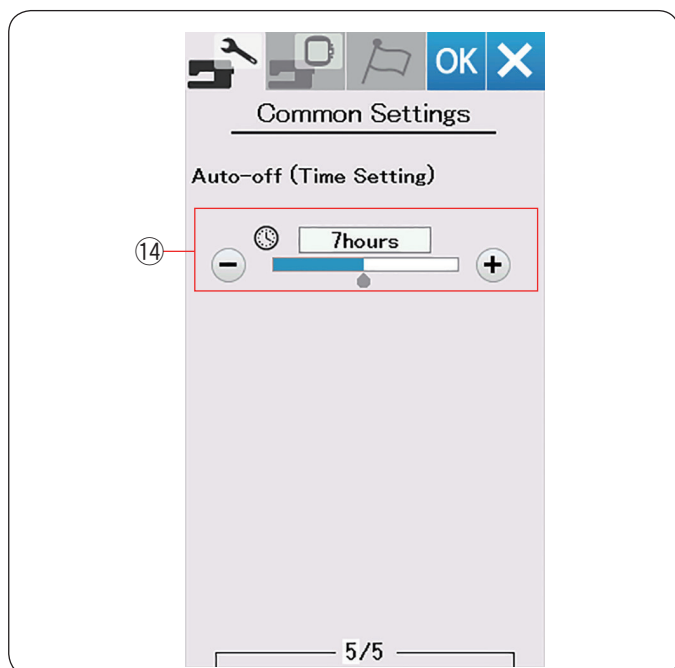 OK
Common Settings
Auto-off (Time Setting)
⑭
7hours
− +
5/5